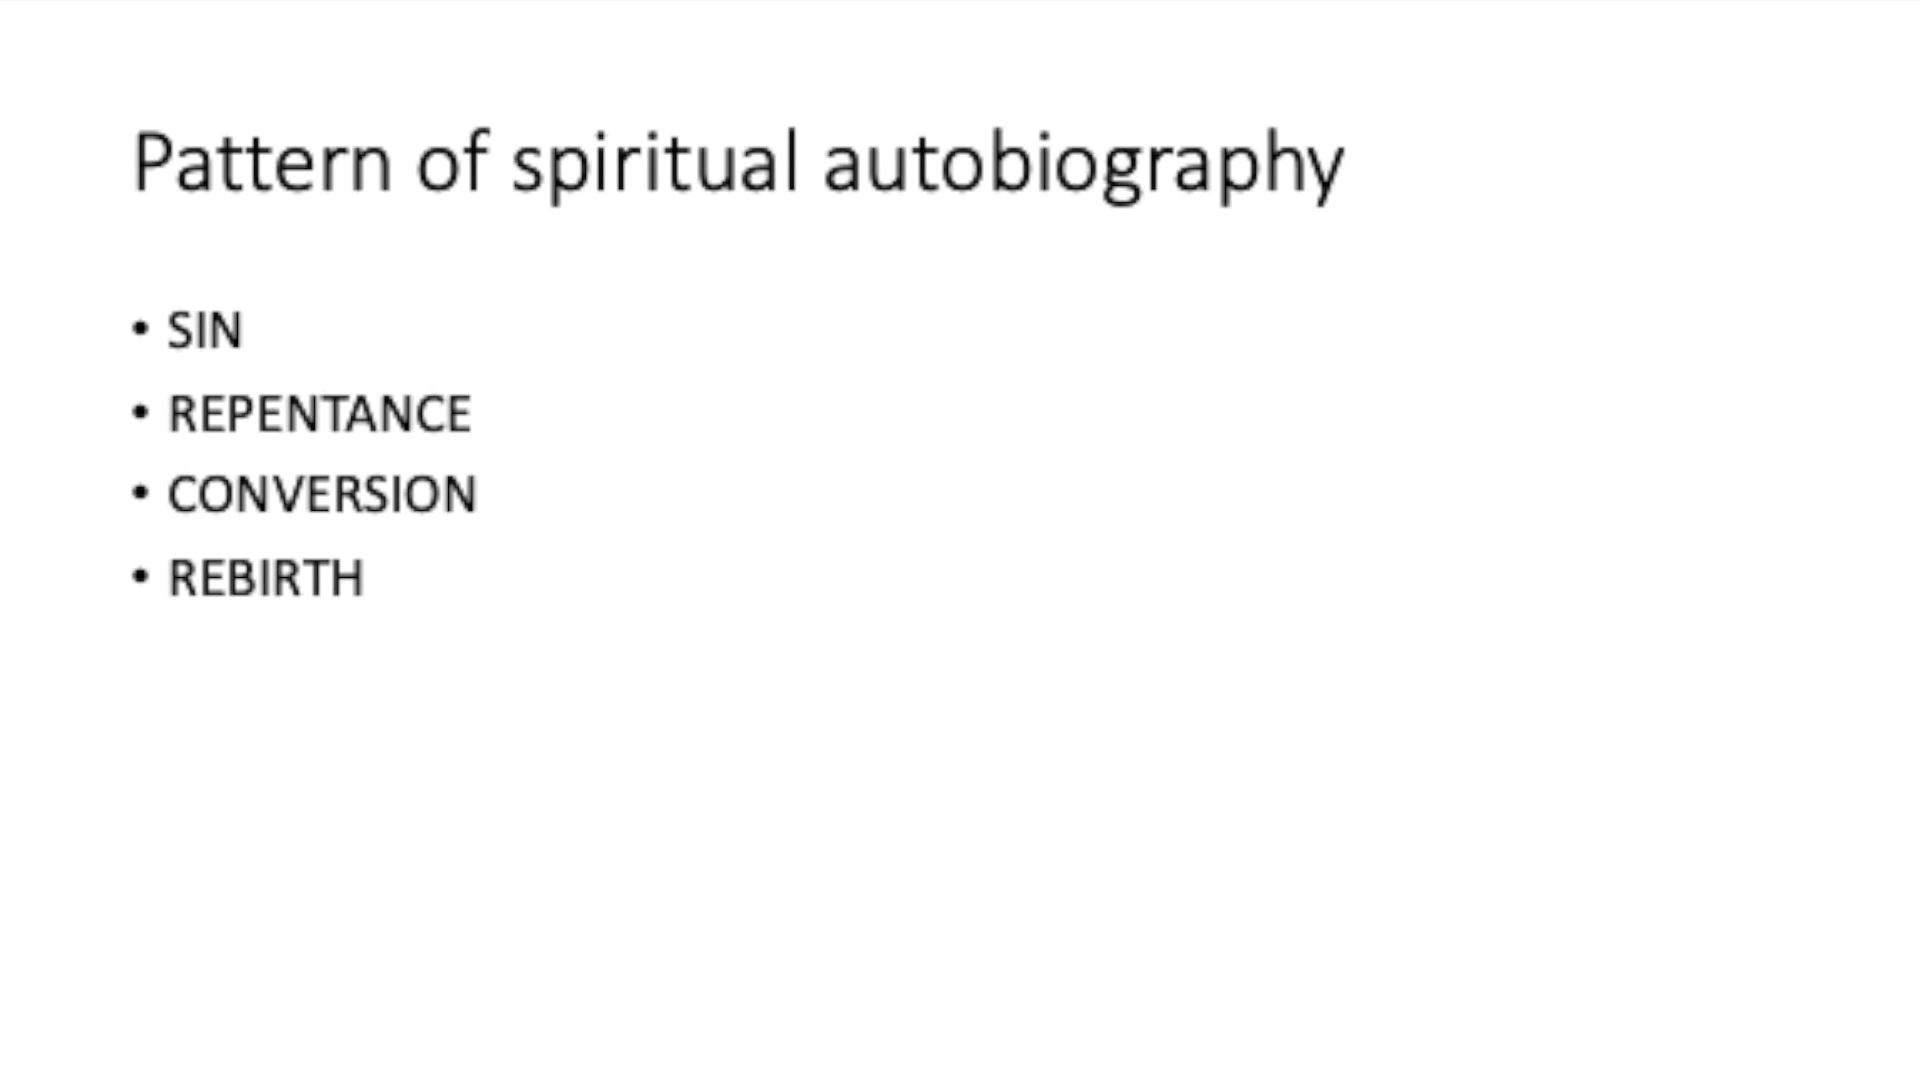 Pattern of spiritual autobiography
• SIN
• REPENTANCE
• CONVERSION
• REBIRTH